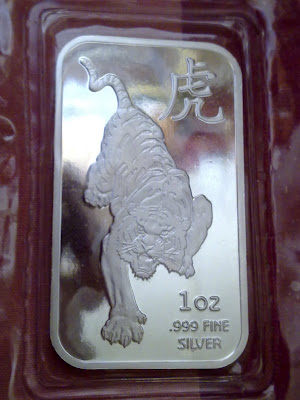 虎
1oz
.999 FINE
SILVER